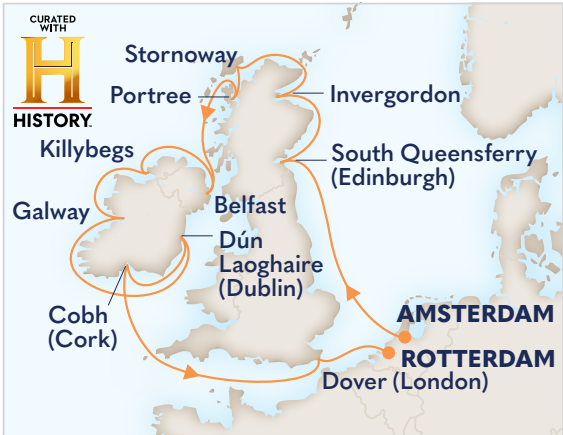 CURATED
WITH
H
HISTORY.
Stornoway
Portree
Invergordon
Killybegs
South Queensferry
(Edinburgh)
Galway
Belfast
Dún
Laoghaire
(Dublin)
Cobh
(Cork)
AMSTERDAM
ROTTERDAM
Dover (London)